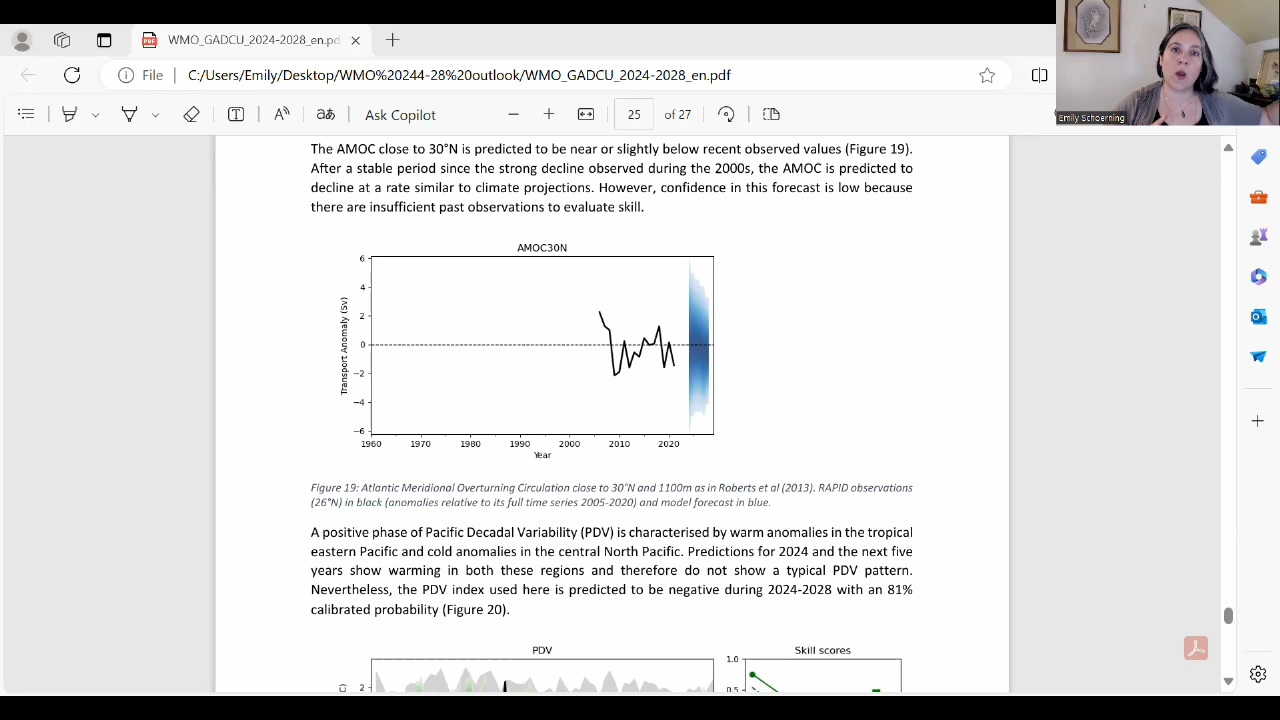 WMO_GADCU_2024-2028_en.pd
File
C:/Users/Emily/Desktop/WMO%20244-28%20outlook/WMO_GADCU_2024-2028_en.pdf
Ask Copilot
25
of 27
Emily Schoerning
The AMOC close to 30°N is predicted to be near or slightly below recent observed values (Figure 19).
After a stable period since the strong decline observed during the 2000s, the AMOC is predicted to
decline at a rate similar to climate projections. However, confidence in this forecast is low because
there are insufficient past observations to evaluate skill.
AMOC30N
6
4
2
0
−2
−4
−6
Transport Anomaly (Sv)
1960
1970
1980
1990
2000
2010
2020
Year
Figure 19: Atlantic Meridional Overturning Circulation close to 30°N and 1100m as in Roberts et al (2013). RAPID observations
(26°N) in black (anomalies relative to its full time series 2005-2020) and model forecast in blue.
A positive phase of Pacific Decadal Variability (PDV) is characterised by warm anomalies in the tropical
eastern Pacific and cold anomalies in the central North Pacific. Predictions for 2024 and the next five
years show warming in both these regions and therefore do not show a typical PDV pattern.
Nevertheless, the PDV index used here is predicted to be negative during 2024-2028 with an 81%
calibrated probability (Figure 20).
PDV
2
Skill scores
1.0
0.5